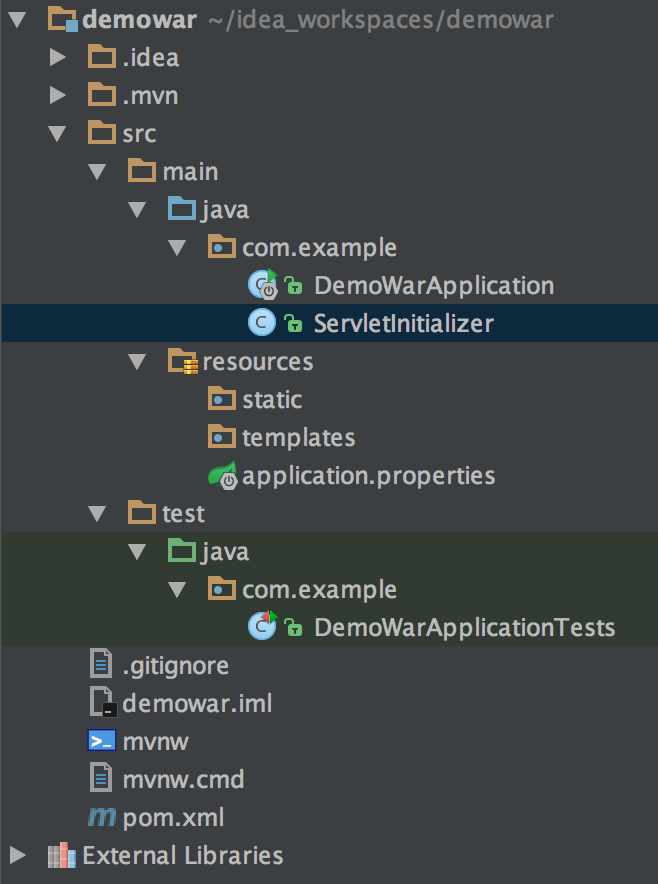 demowar ~/idea_workspaces/demowar
.idea
.mvn
src
main
java
com.example
DemoWarApplication
ServletInitializer
resources
static
templates
application.properties
test
java
com.example
DemoWarApplicationTests
.gitignore
demowar.iml
mvnw
mvnw.cmd
pom.xml
External Libraries